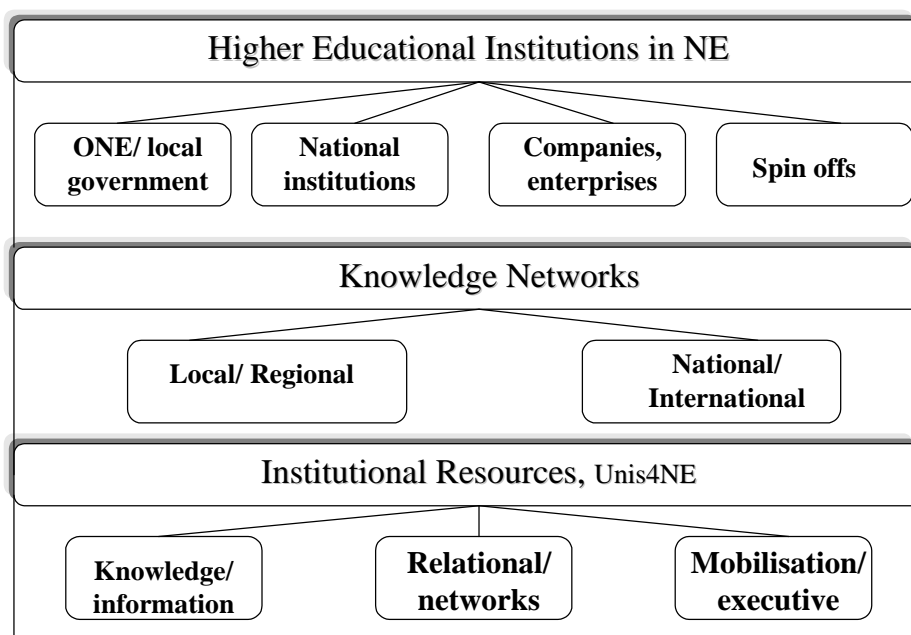 Higher Educational Institutions in NE
ONE/ local
government
National
institutions
Companies,
enterprises
Spin offs
Knowledge Networks
Local/ Regional
National/
International
Institutional Resources, Unis4NE
Knowledge/
information
Relational/
networks
Mobilisation/
executive